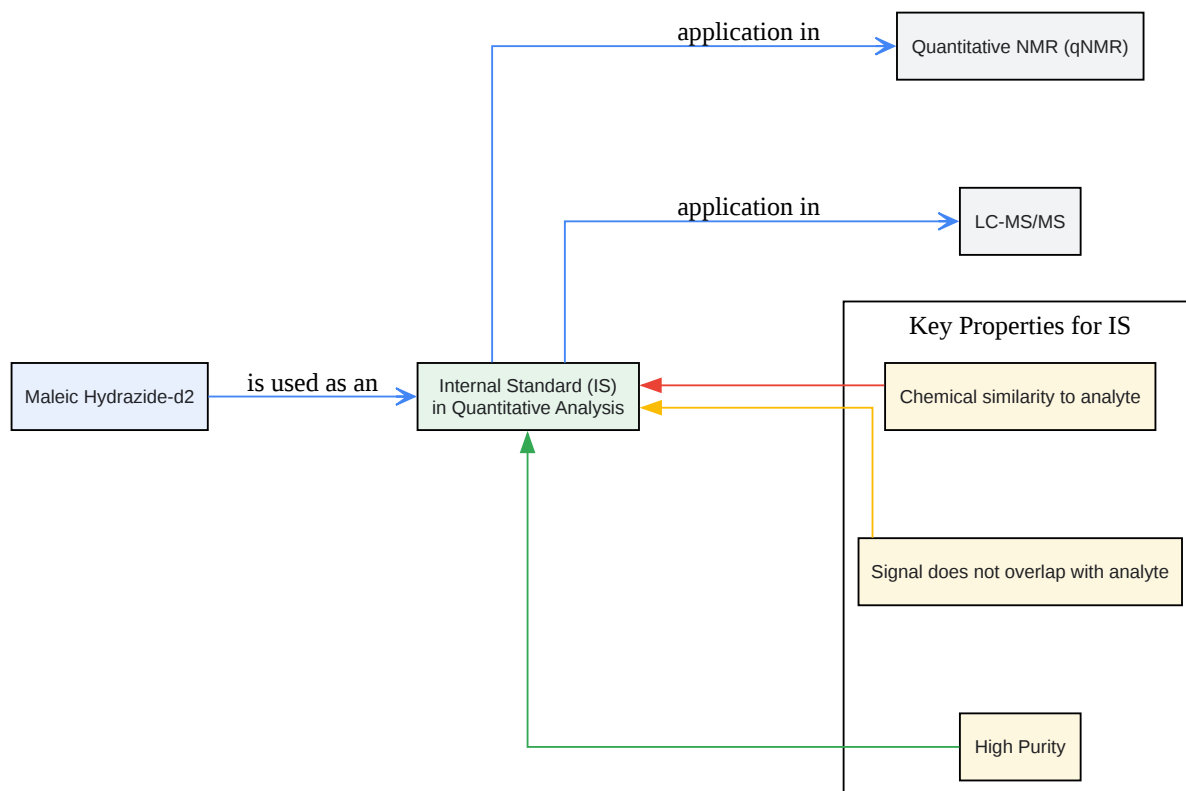 application in
Quantitative NMR (qNMR)
application in
LC-MS/MS
Key Properties for IS
Maleic Hydrazide-d2
is used as an
Internal Standard (IS)
in Quantitative Analysis
Chemical similarity to analyte
Signal does not overlap with analyte
High Purity